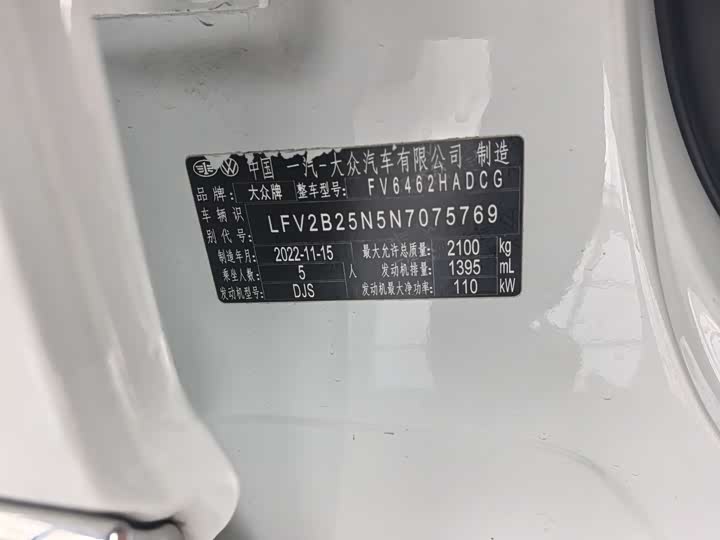 中国 一汽-大众汽车有限公司 制造
品牌: 大众牌 整车型号: FV6462HADCG
车辆识别代号: LFV2B25N5N7075769
制造年月: 2022-11-15 最大允许总质量: 2100 kg
乘坐人数: 5 人 发动机排量: 1395 mL
发动机型号: DJS 发动机最大净功率: 110 kW